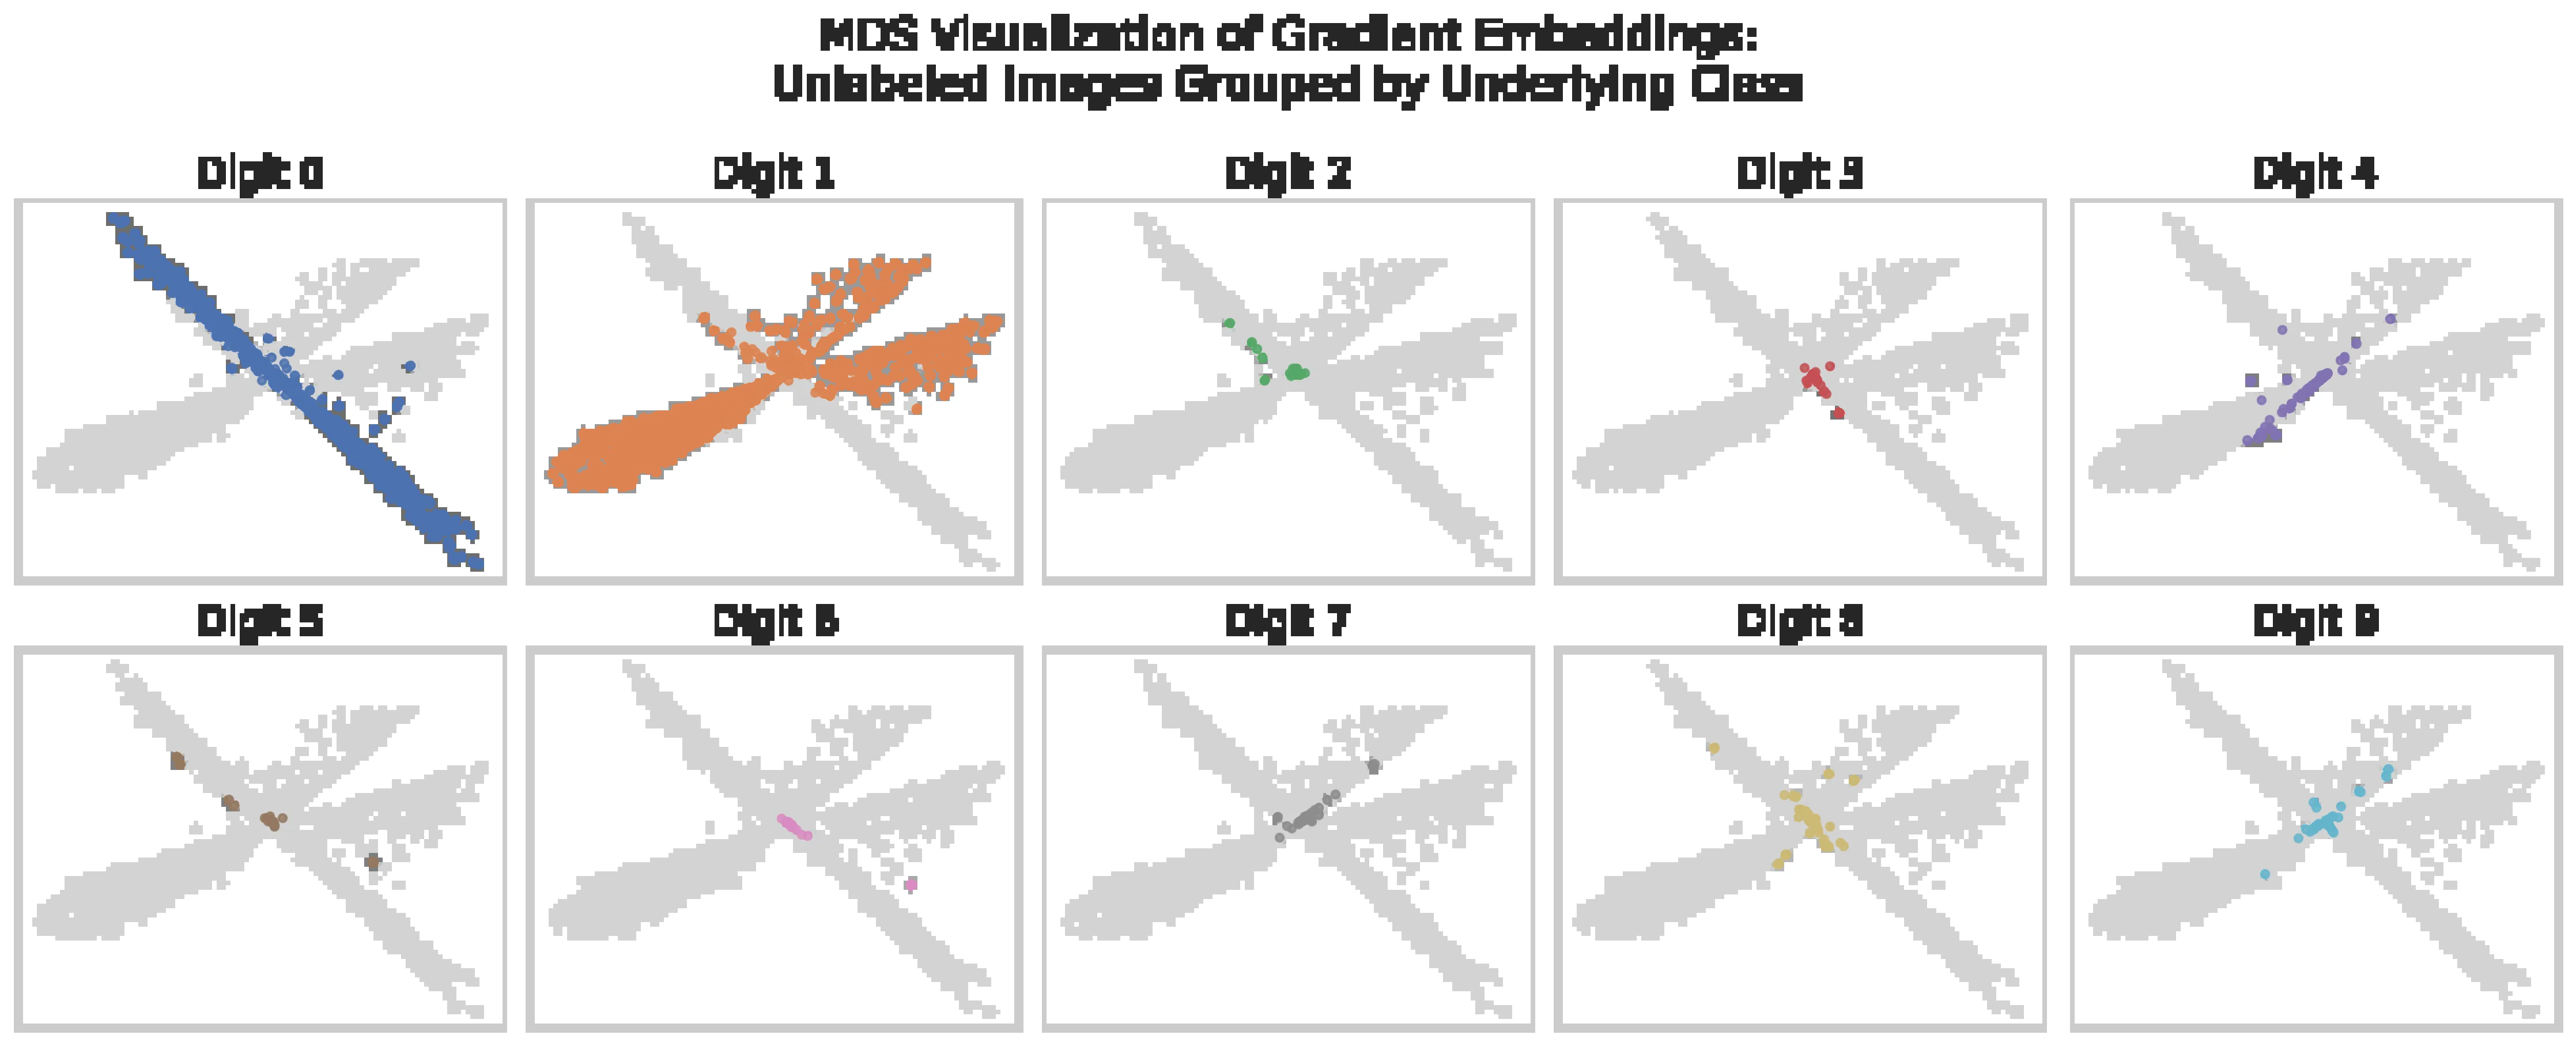 MDS Visualization of Gradient Embeddings:
Unlabeled Images Grouped by Underlying Class
Digit 0
Digit 1
Digit 2
Digit 3
Digit 4
Digit 5
Digit 6
Digit 7
Digit 8
Digit 9